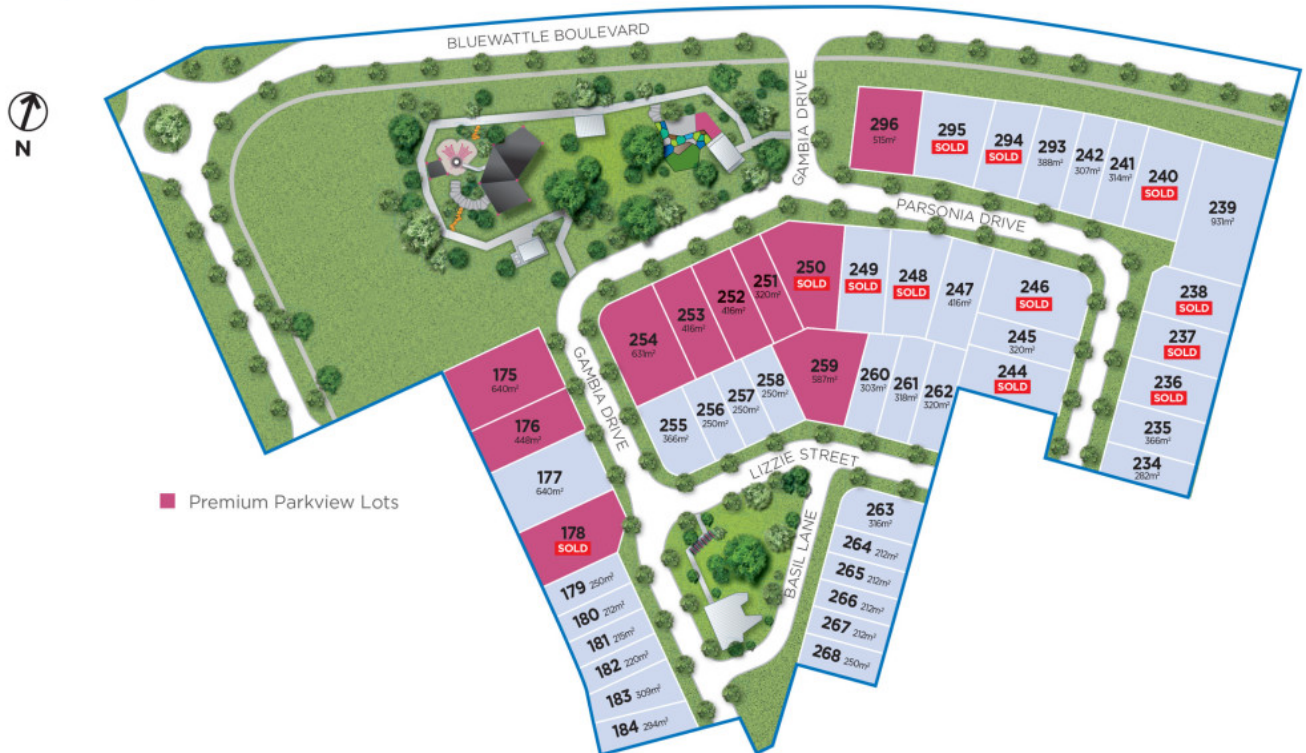 BLUEWATTLE BOULEVARD
N
GAMBIA DRIVE
296
515m²
295
SOLD
294
SOLD
293
388m²
242
307m²
241
314m²
240
SOLD
239
931m²
PARSONIA DRIVE
254
631m²
253
416m²
252
416m²
251
320m²
250
SOLD
249
SOLD
248
SOLD
247
416m²
246
SOLD
245
320m²
244
SOLD
238
SOLD
237
SOLD
236
SOLD
235
366m²
234
282m²
GAMBIA DRIVE
255
366m²
256
250m²
257
250m²
258
250m²
259
587m²
260
303m²
261
318m²
262
320m²
175
640m²
176
448m²
177
640m²
178
SOLD
Premium Parkview Lots
LIZZIE STREET
BASIL LANE
179 250m²
180 212m²
181 215m²
182 220m²
183 309m²
184 294m²
263
316m²
264 212m²
265 212m²
266 212m²
267 212m²
268 250m²